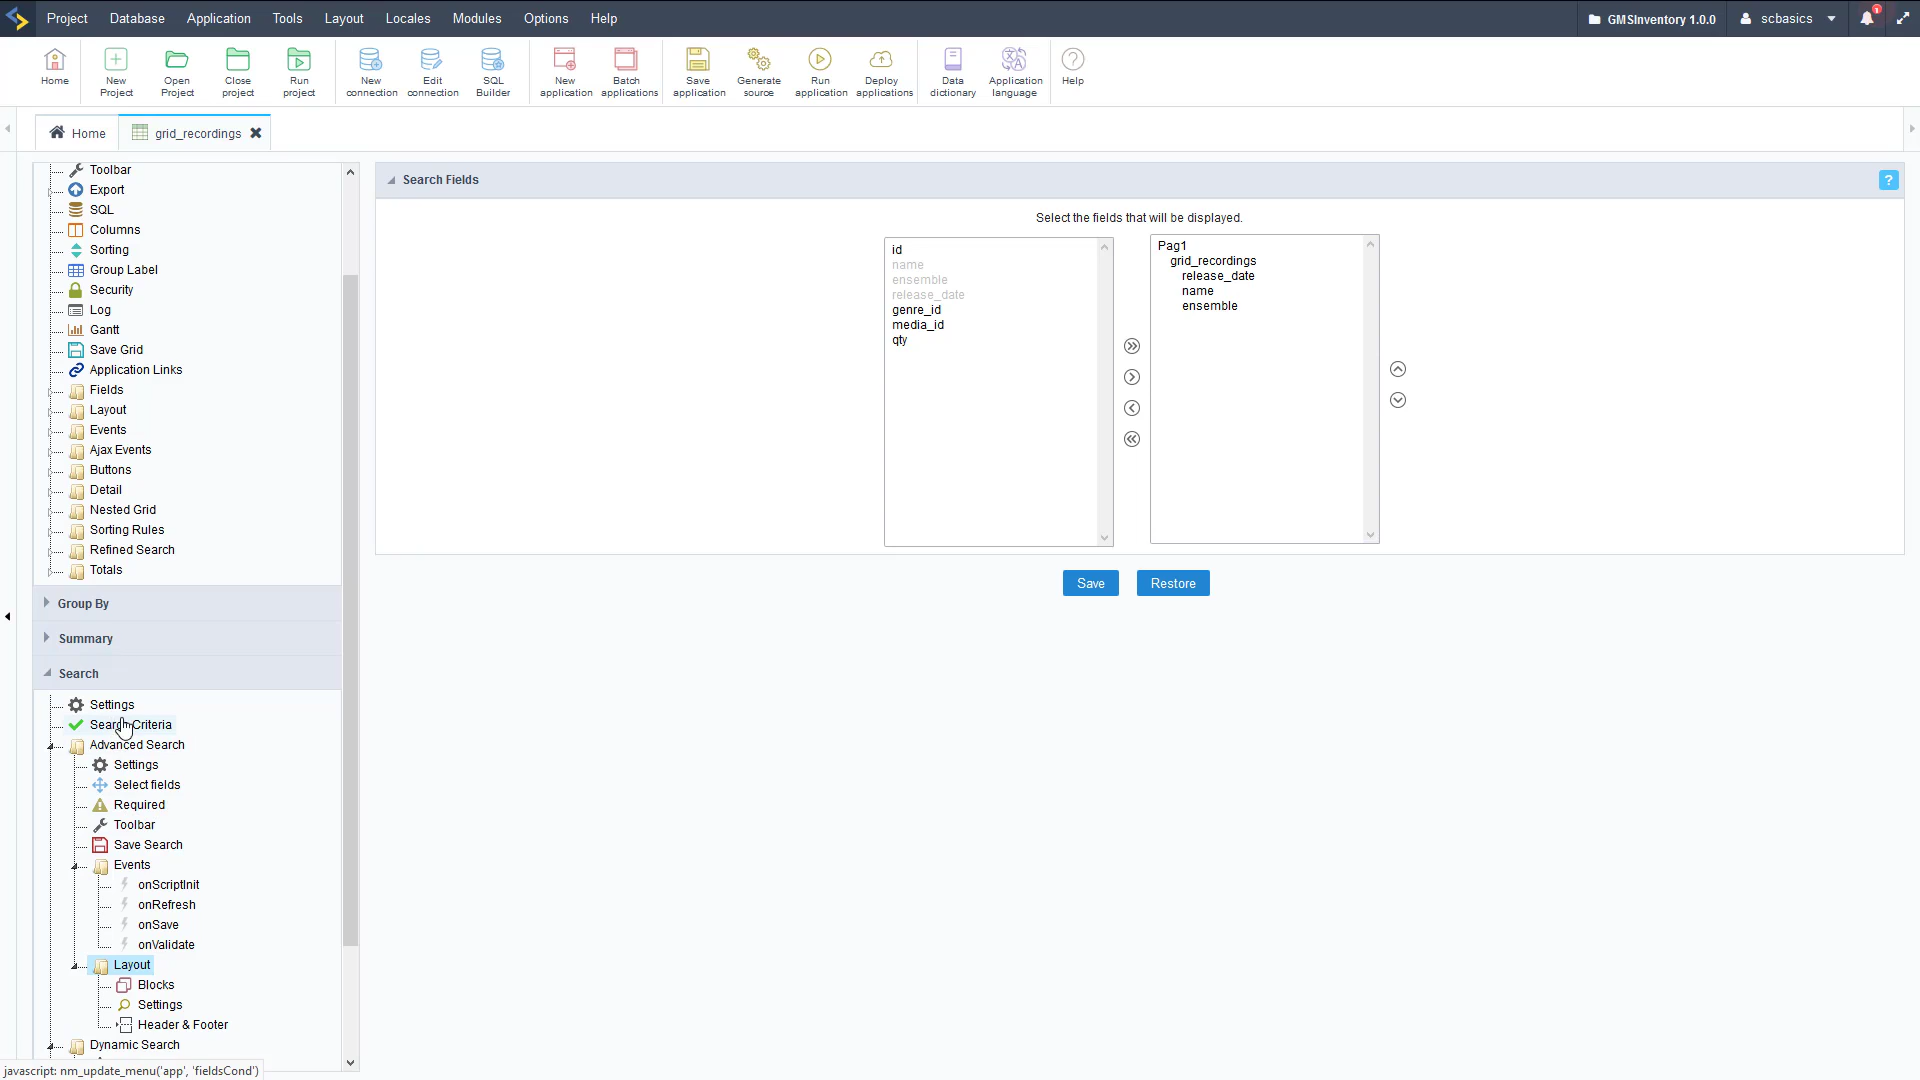 Project Database Application Tools Layout Locales Modules Options Help GMSInventory 1.0.0 scbasics 1
Home
New Project
Open Project
Close project
Run project
New connection
Edit connection
SQL Builder
New application
Batch applications
Save application
Generate source
Run application
Deploy applications
Data dictionary
Application language
Help
Home grid_recordings
Toolbar
Export
SQL
Columns
Sorting
Group Label
Security
Log
Gantt
Save Grid
Application Links
Fields
Layout
Events
Ajax Events
Buttons
Detail
Nested Grid
Sorting Rules
Refined Search
Totals
Group By
Summary
Search
Settings
Search Criteria
Advanced Search
Settings
Select fields
Required
Toolbar
Save Search
Events
onScriptInit
onRefresh
onSave
onValidate
Layout
Blocks
Settings
Header & Footer
Dynamic Search
Search Fields ?
Select the fields that will be displayed.
id
name
ensemble
release_date
genre_id
media_id
qty
Pag1
grid_recordings
release_date
name
ensemble
Save Restore
javascript: nm_update_menu('app', 'fieldsCond')